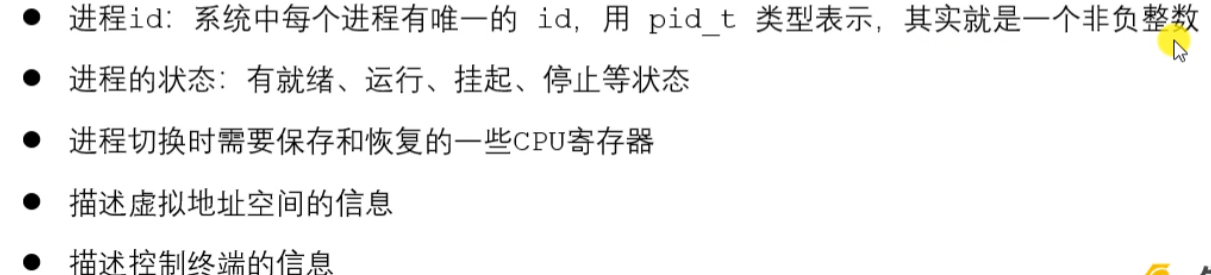 ● 进程id：系统中每个进程有唯一的 id，用 pid_t 类型表示，其实就是一个非负整数
● 进程的状态：有就绪、运行、挂起、停止等状态
● 进程切换时需要保存和恢复的一些CPU寄存器
● 描述虚拟地址空间的信息
● 描述控制终端的信息